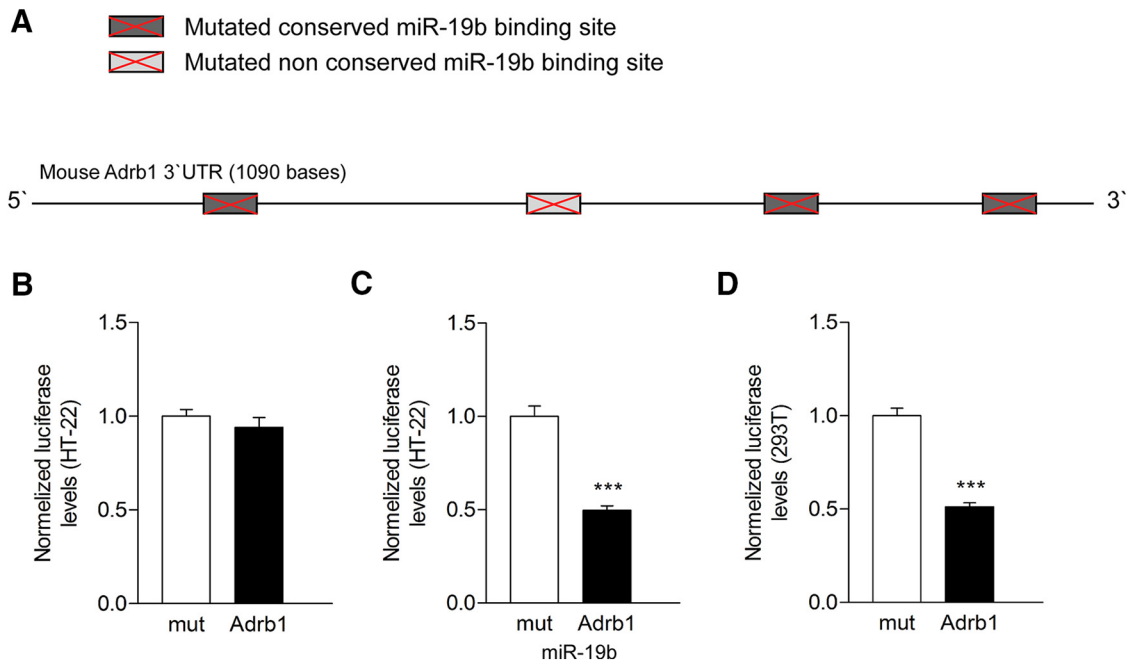 A
Mutated conserved miR-19b binding site
Mutated non conserved miR-19b binding site
Mouse Adrb1 3`UTR (1090 bases)
5`
3`
B
Normelized luciferase
levels (HT-22)
1.5
1.0
0.5
0.0
mut
Adrb1
C
Normelized luciferase
levels (HT-22)
1.5
1.0
0.5
0.0
***
mut
Adrb1
miR-19b
D
Normelized luciferase
levels (293T)
1.5
1.0
0.5
0.0
***
mut
Adrb1